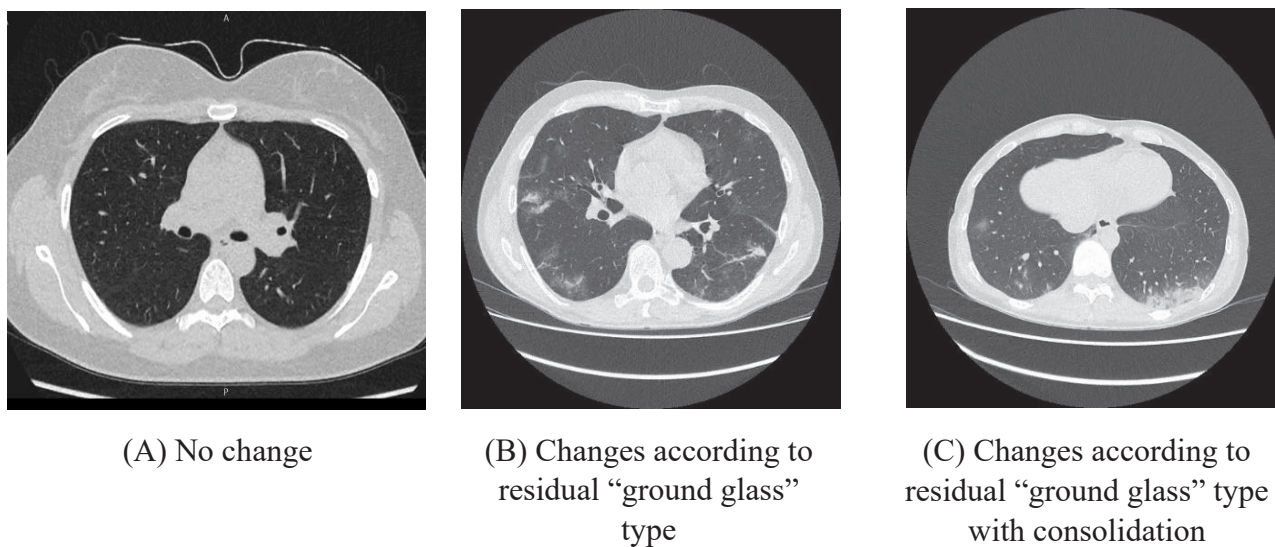 A
P
(A) No change
(B) Changes according to
residual “ground glass”
type
(C) Changes according to
residual “ground glass” type
with consolidation